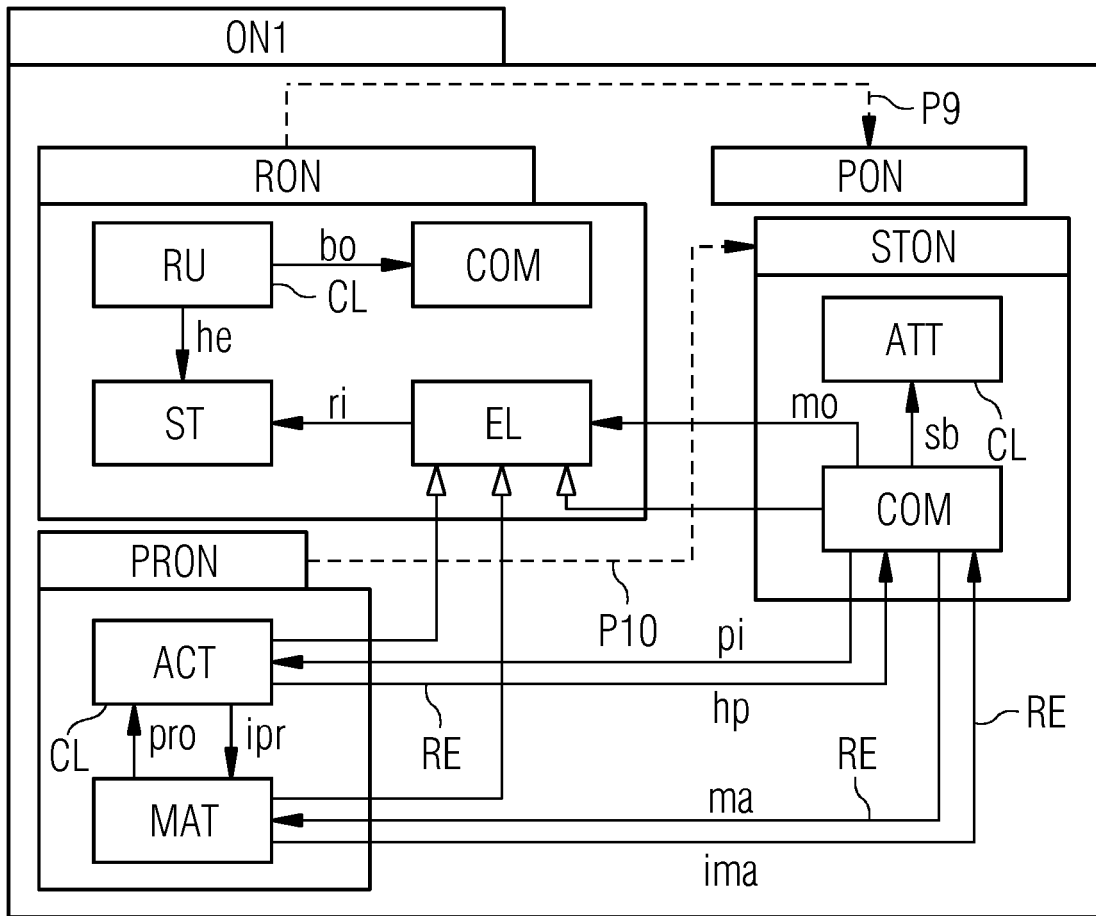 ON1
P9
RON
PON
RU
bo
COM
CL
STON
he
ATT
ST
ri
EL
mo
sb
CL
COM
PRON
P10
ACT
pi
hp
CL
pro
ipr
RE
RE
RE
MAT
ma
ima